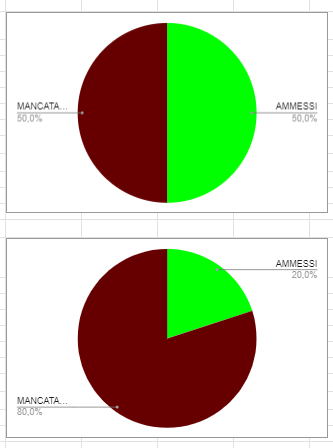 MANCATA...
50,0%
AMMESSI
50,0%
AMMESSI
20,0%
MANCATA...
80,0%